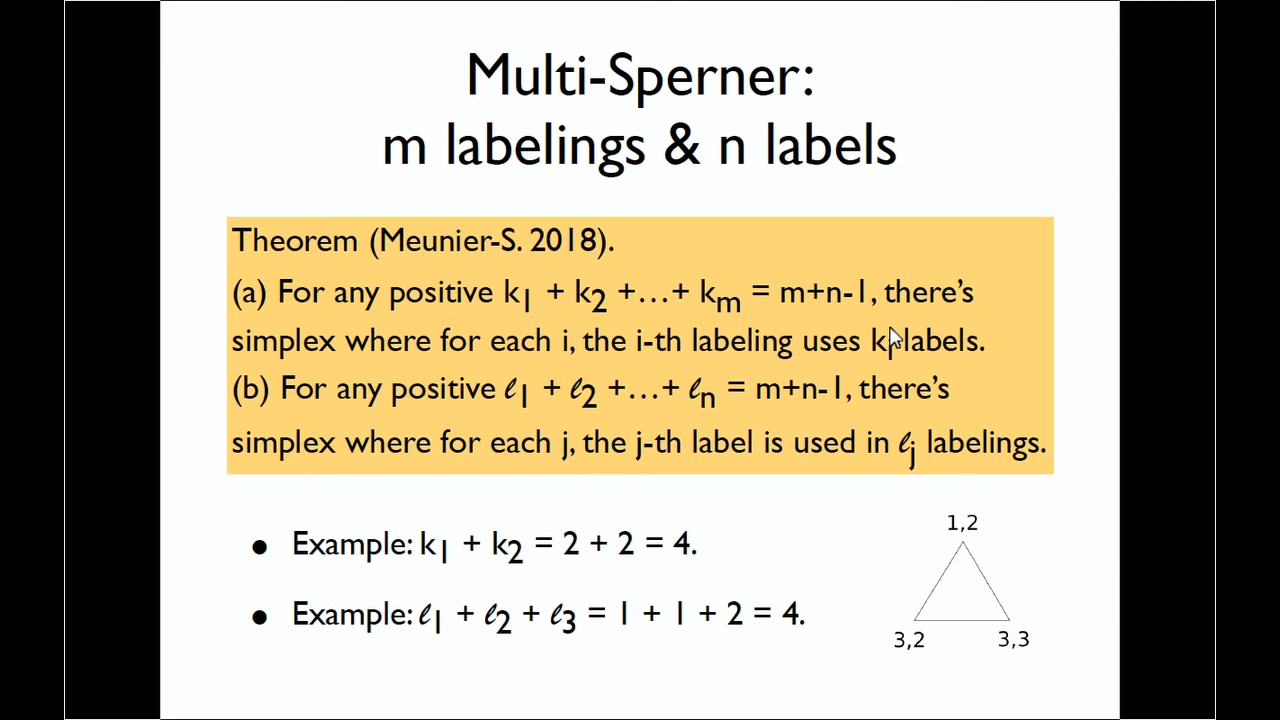 Multi-Sperner:
m labelings & n labels
Theorem (Meunier-S. 2018).
(a) For any positive k₁ + k₂ +…+ kₘ = m+n-1, there's
simplex where for each i, the i-th labeling uses kᵢ labels.
(b) For any positive ℓ₁ + ℓ₂ +…+ ℓₙ = m+n-1, there's
simplex where for each j, the j-th label is used in ℓⱼ labelings.
• Example: k₁ + k₂ = 2 + 2 = 4.
• Example: ℓ₁ + ℓ₂ + ℓ₃ = 1 + 1 + 2 = 4.
1,2
3,2 3,3